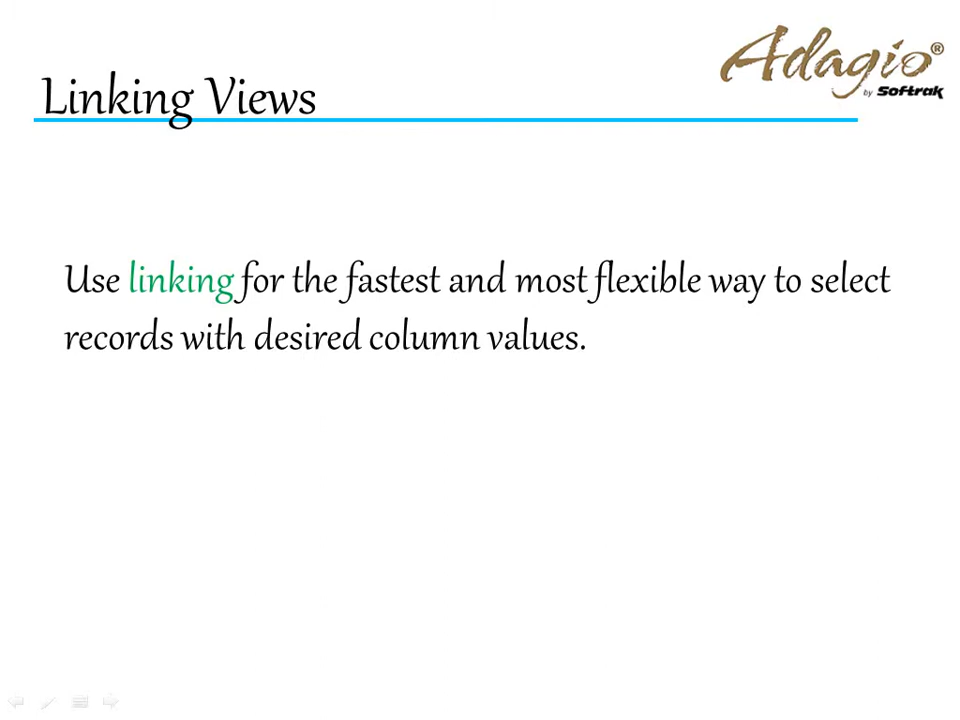 Adagio®
by Softrak
Linking Views
Use linking for the fastest and most flexible way to select
records with desired column values.